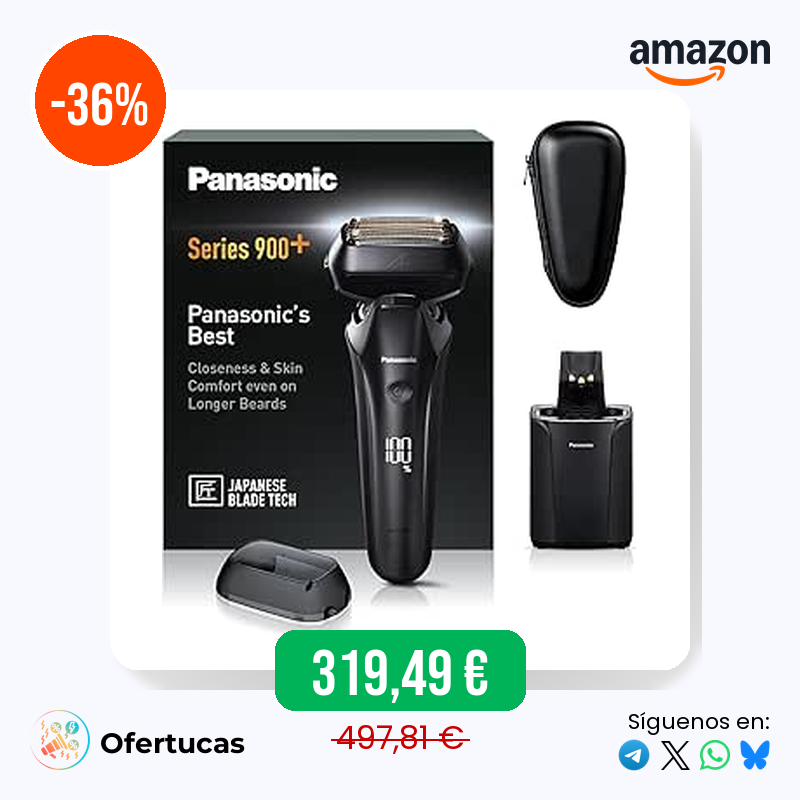 -36%
amazon
Panasonic
Series 900+
Panasonic's
Best
Closeness & Skin
Comfort even on
Longer Beards
Panasonic
100
%
匠 JAPANESE
BLADE TECH
Panasonic
319,49 €
497,81 €
Ofertucas
Síguenos en: